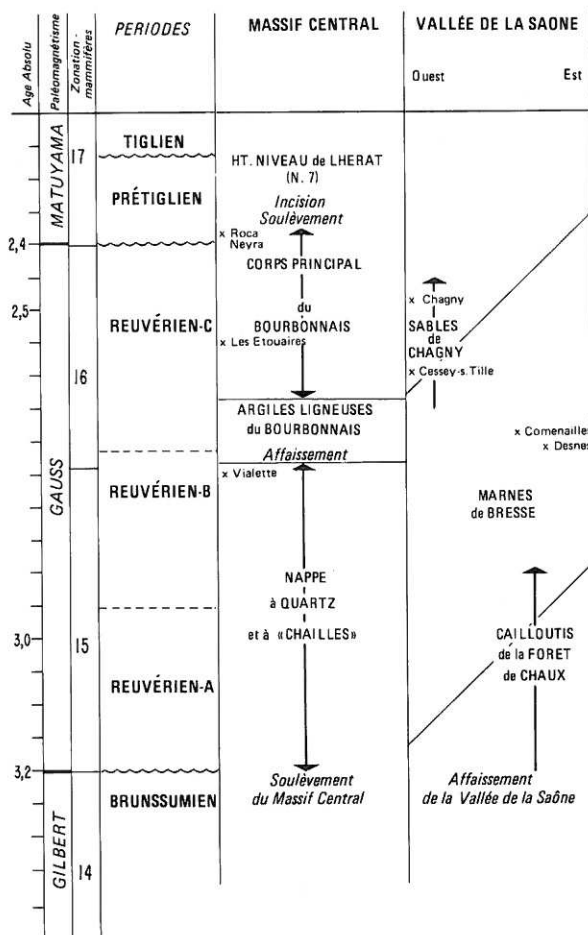 Age Absolu
Paléomagnétisme
Zonation-
mammifères
PERIODES
MASSIF CENTRAL
VALLÉE DE LA SAONE
Ouest
Est
MATUYAMA
GAUSS
GILBERT
2,4
2,5
3,0
3,2
17
16
15
14
TIGLIEN
PRÉTIGLIEN
REUVÉRIEN-C
REUVÉRIEN-B
REUVÉRIEN-A
BRUNSSUMIEN
HT. NIVEAU de LHERAT
(N. 7)
Incision
Soulèvement
x Roca
Neyra
CORPS PRINCIPAL
du
BOURBONNAIS
x Les Etouaires
ARGILES LIGNEUSES
du BOURBONNAIS
Affaissement
x Vialette
NAPPE
à QUARTZ
et à «CHAILLES»
Soulèvement
du Massif Central
x Chagny
SABLES
de
CHAGNY
x Cessey-s. Tille
x Comenailles
x Desnes
MARNES
de BRESSE
CAILLOUTIS
de la FORET
de CHAUX
Affaissement
de la Vallée de la Saône